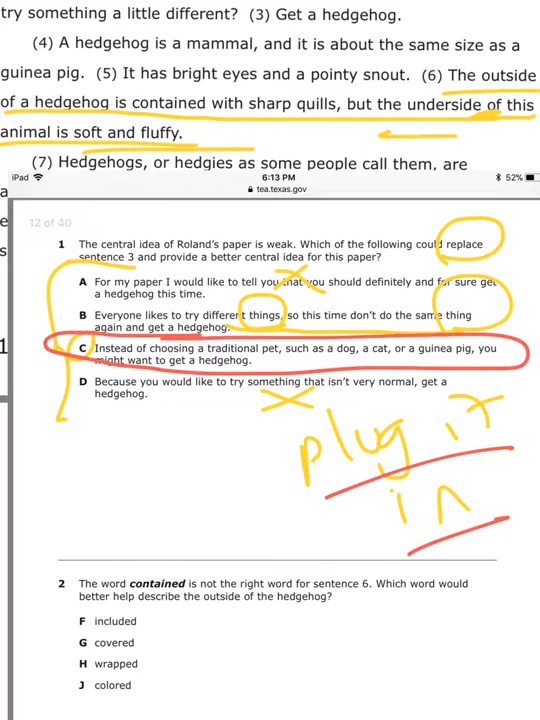 try something a little different? (3) Get a hedgehog.
(4) A hedgehog is a mammal, and it is about the same size as a
guinea pig. (5) It has bright eyes and a pointy snout. (6) The outside
of a hedgehog is contained with sharp quills, but the underside of this
animal is soft and fluffy.
(7) Hedgehogs, or hedgies as some people call them, are
iPad 6:13 PM 52%
tea.texas.gov
12 of 40
1 The central idea of Roland's paper is weak. Which of the following could replace
sentence 3 and provide a better central idea for this paper?
A For my paper I would like to tell you that you should definitely and for sure get
a hedgehog this time.
B Everyone likes to try different things, so this time don't do the same thing
again and get a hedgehog.
C Instead of choosing a traditional pet, such as a dog, a cat, or a guinea pig, you
might want to get a hedgehog.
D Because you would like to try something that isn't very normal, get a
hedgehog.
plug it
in
2 The word contained is not the right word for sentence 6. Which word would
better help describe the outside of the hedgehog?
F included
G covered
H wrapped
J colored